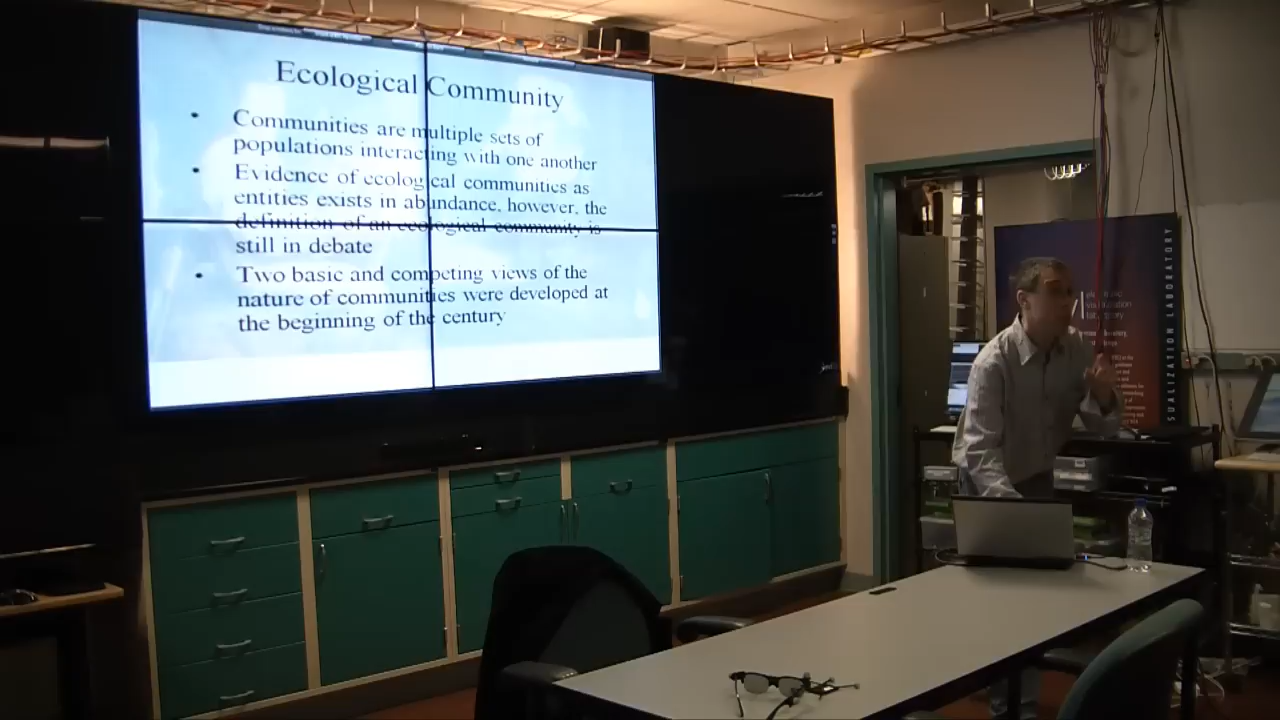 Ecological Community
• Communities are multiple sets of
populations interacting with one another
• Evidence of ecological communities as
entities exists in abundance, however, the
definition of an ecological community is
still in debate
• Two basic and competing views of the
nature of communities were developed at
the beginning of the century
SUALIZATION LABORATORY